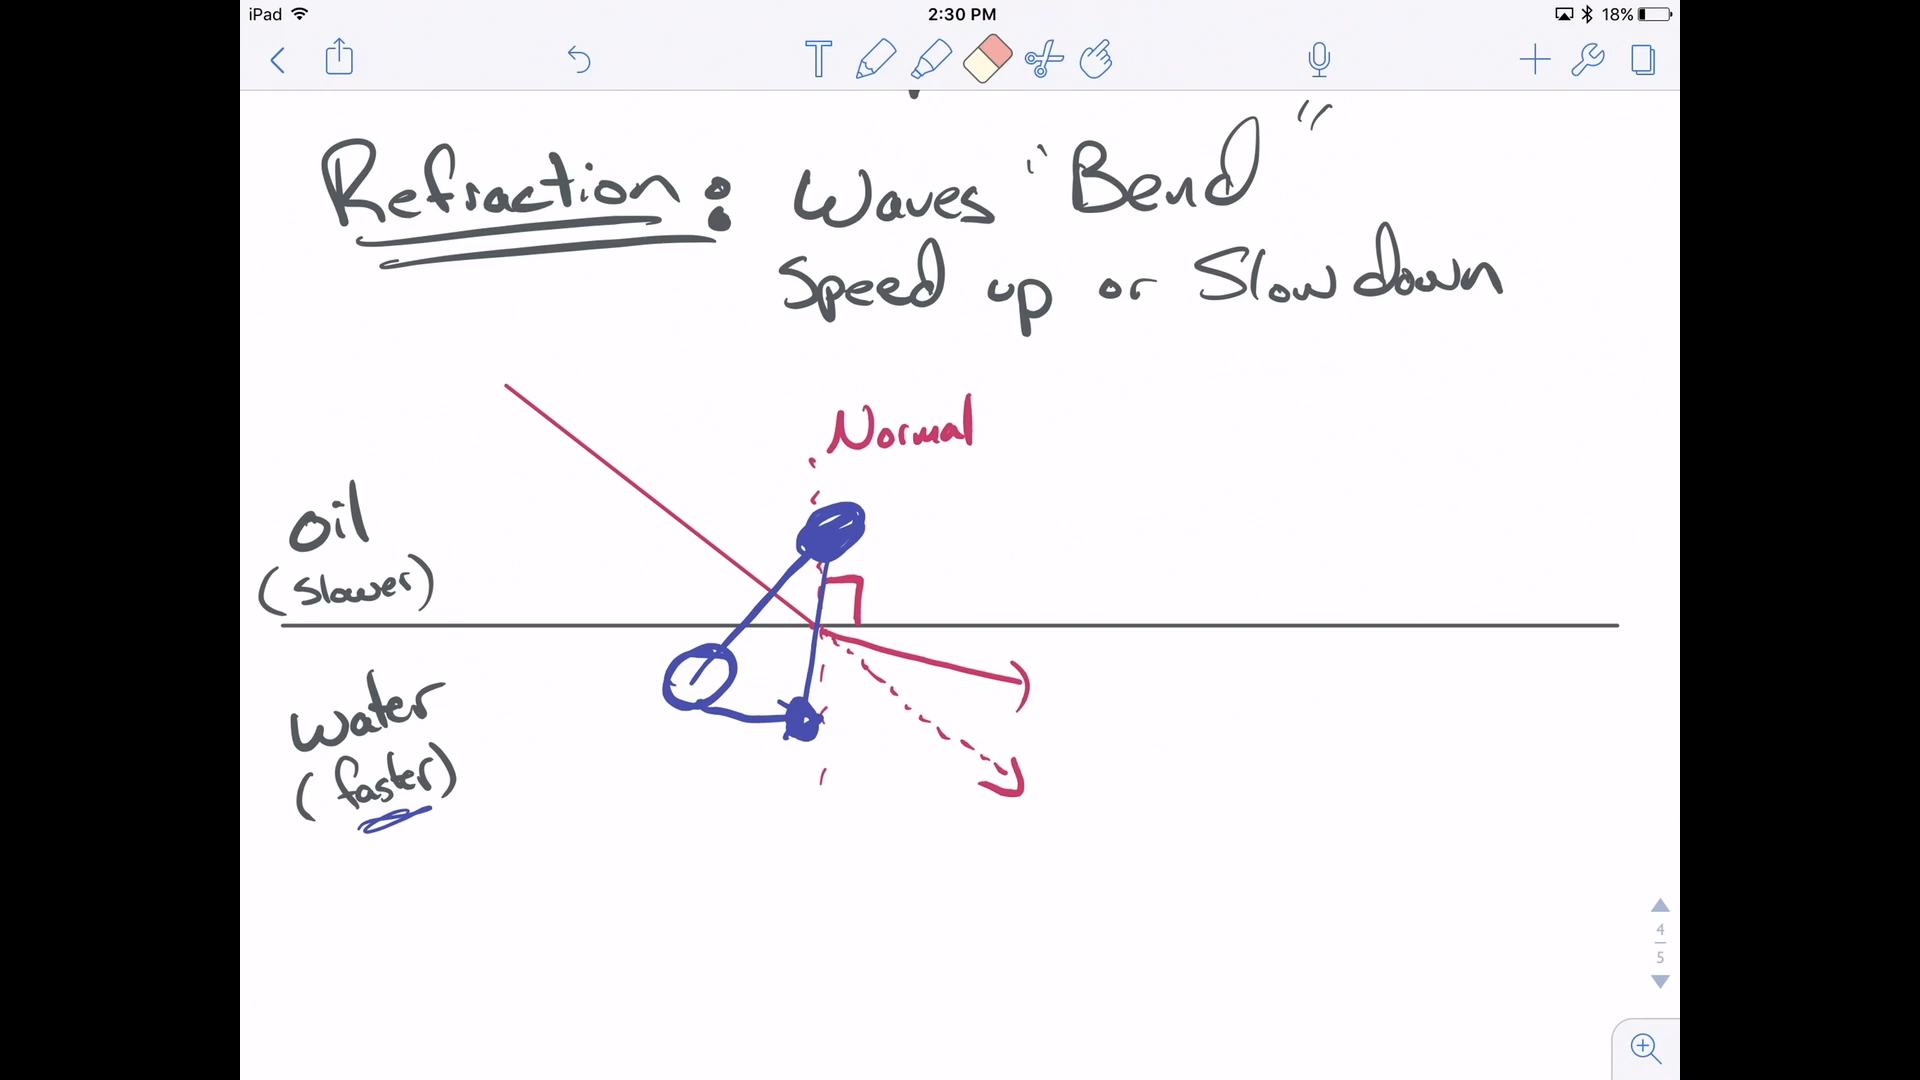 iPad 2:30 PM 18%
T
Refraction: Waves "Bend"
Speed up or Slow down
Normal
oil
(slower)
water
(faster)
4
5